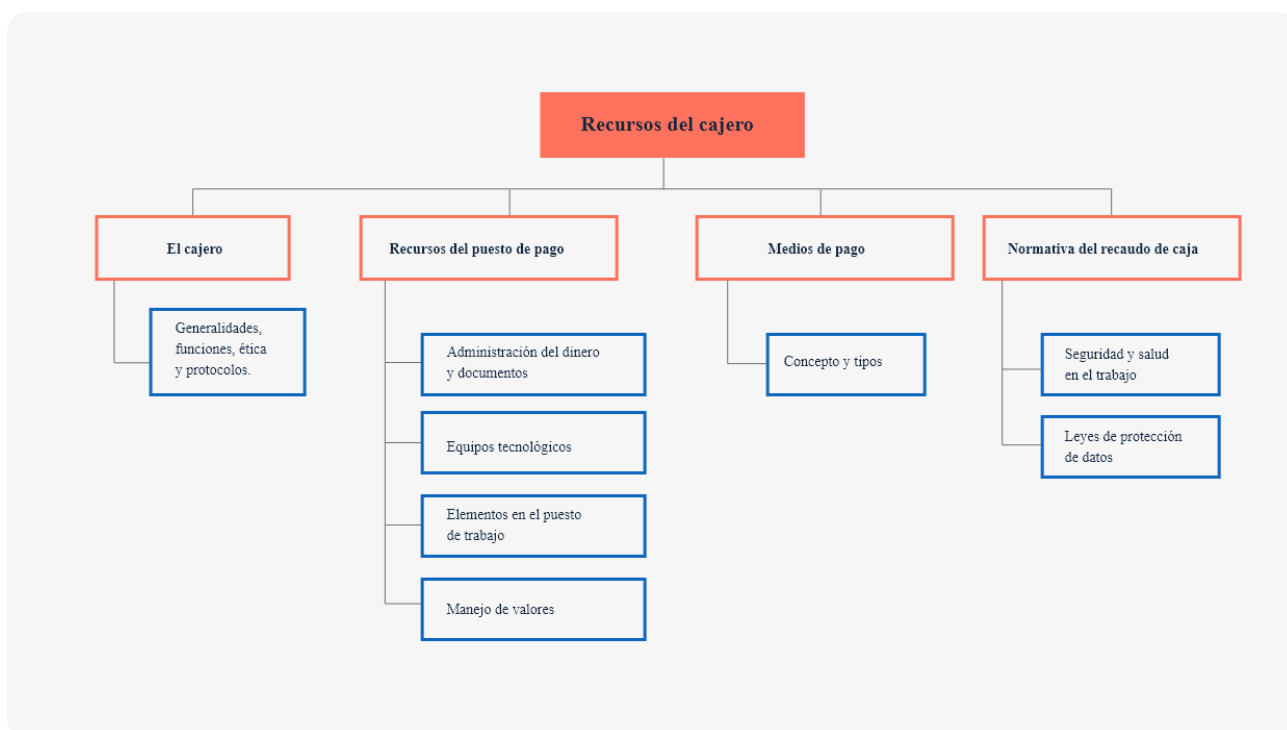 Recursos del cajero
El cajero
Recursos del puesto de pago
Medios de pago
Normativa del recaudo de caja
Generalidades,
funciones, ética
y protocolos.
Administración del dinero
y documentos
Equipos tecnológicos
Elementos en el puesto
de trabajo
Manejo de valores
Concepto y tipos
Seguridad y salud
en el trabajo
Leyes de protección
de datos